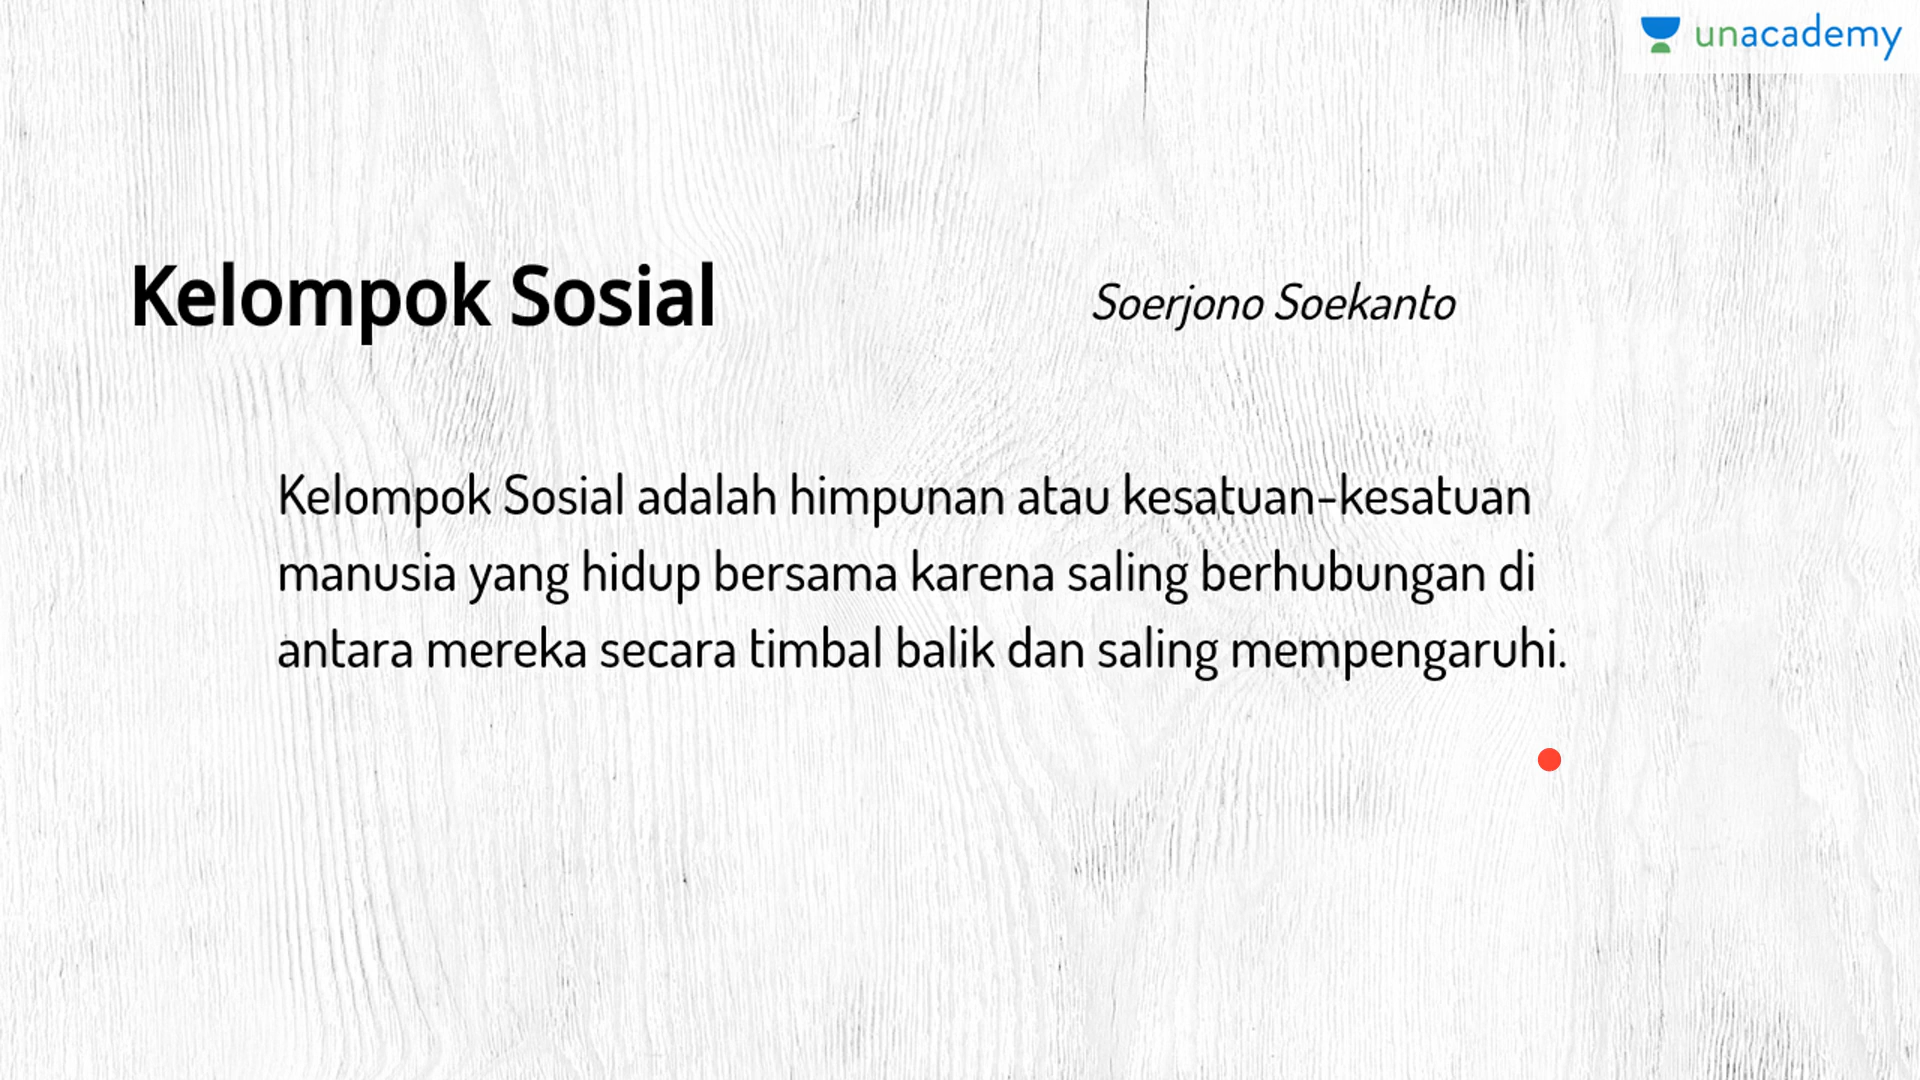 unacademy
Kelompok Sosial
Soerjono Soekanto
Kelompok Sosial adalah himpunan atau kesatuan-kesatuan
manusia yang hidup bersama karena saling berhubungan di
antara mereka secara timbal balik dan saling mempengaruhi.